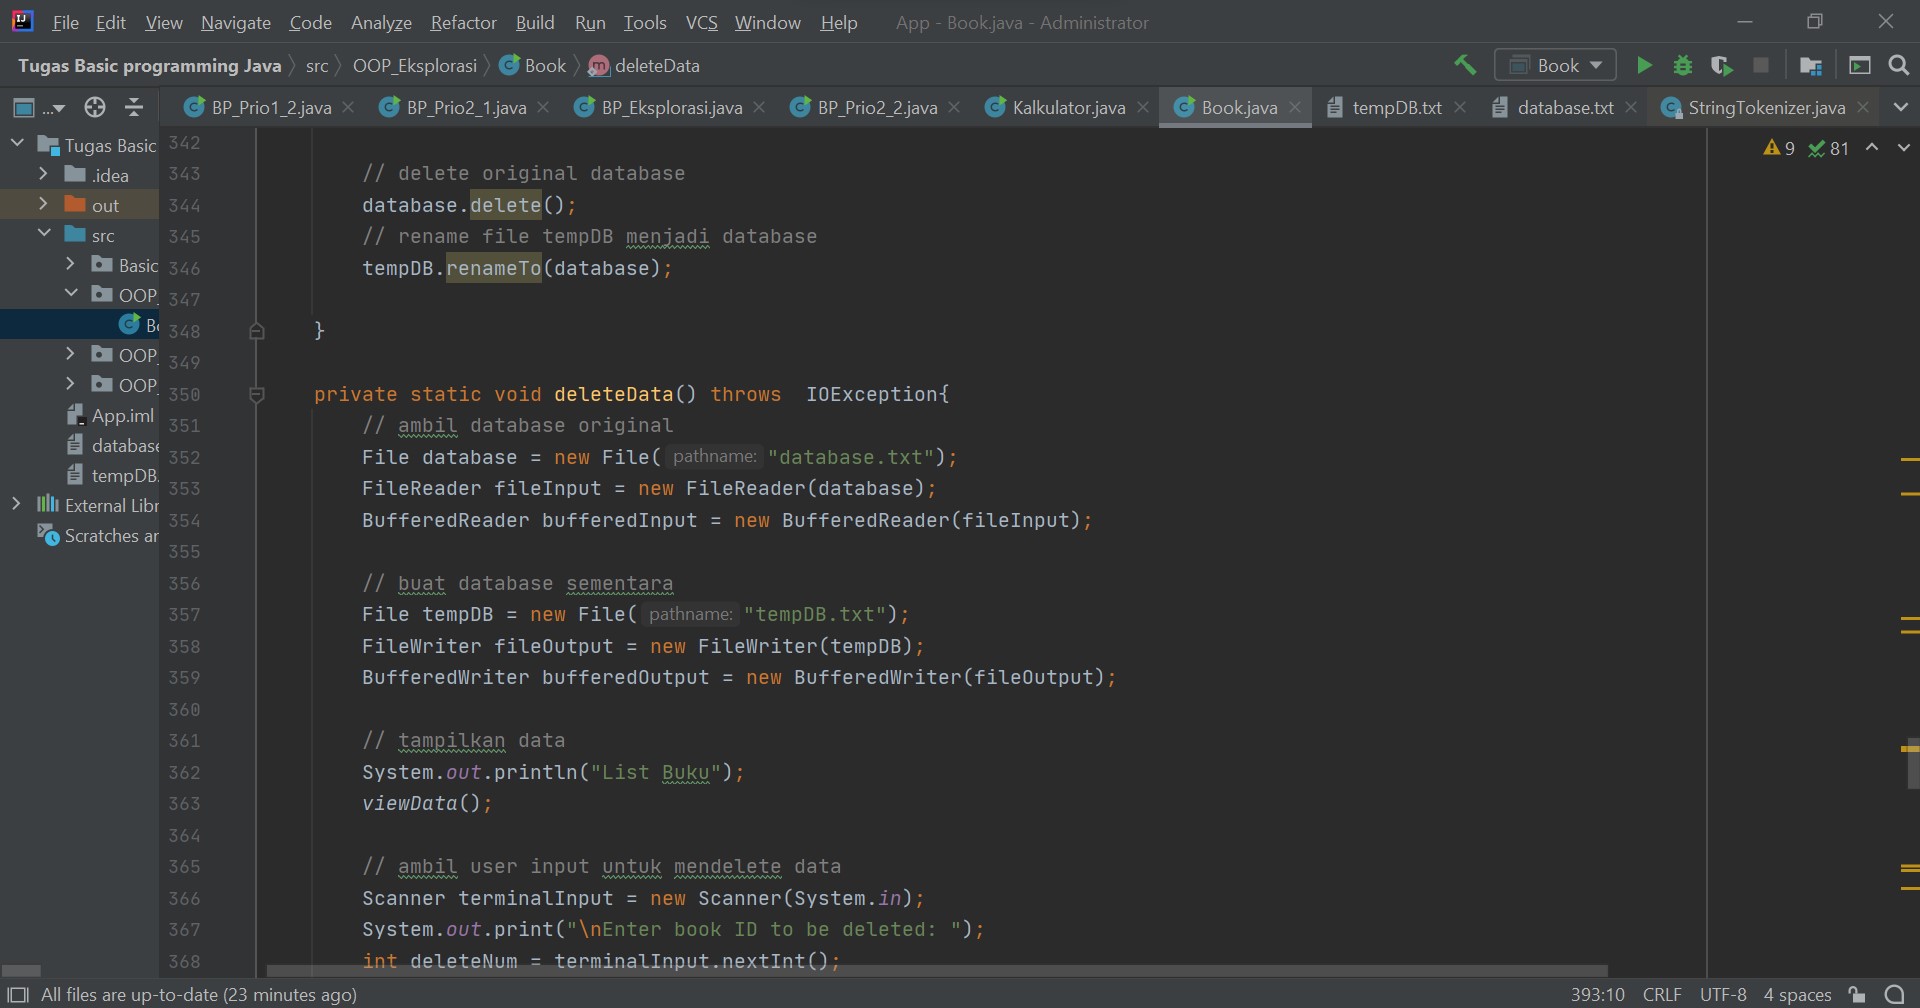 File Edit View Navigate Code Analyze Refactor Build Run Tools VCS Window Help App - Book.java - Administrator
Tugas Basic programming Java src OOP_Eksplorasi Book deleteData Book
... BP_Prio1_2.java BP_Prio2_1.java BP_Eksplorasi.java BP_Prio2_2.java Kalkulator.java Book.java tempDB.txt database.txt StringTokenizer.java
Tugas Basic
.idea
out
src
Basic
OOP_
Bo
OOP_
OOP_
App.iml
database
tempDB.
External Libr
Scratches an
9 81
342
343 // delete original database
344 database.delete();
345 // rename file tempDB menjadi database
346 tempDB.renameTo(database);
347
348 }
349
350 private static void deleteData() throws  IOException{
351 // ambil database original
352 File database = new File( pathname: "database.txt");
353 FileReader fileInput = new FileReader(database);
354 BufferedReader bufferedInput = new BufferedReader(fileInput);
355
356 // buat database sementara
357 File tempDB = new File( pathname: "tempDB.txt");
358 FileWriter fileOutput = new FileWriter(tempDB);
359 BufferedWriter bufferedOutput = new BufferedWriter(fileOutput);
360
361 // tampilkan data
362 System.out.println("List Buku");
363 viewData();
364
365 // ambil user input untuk mendelete data
366 Scanner terminalInput = new Scanner(System.in);
367 System.out.print("\nEnter book ID to be deleted: ");
368 int deleteNum = terminalInput.nextInt();
All files are up-to-date (23 minutes ago) 393:10 CRLF UTF-8 4 spaces